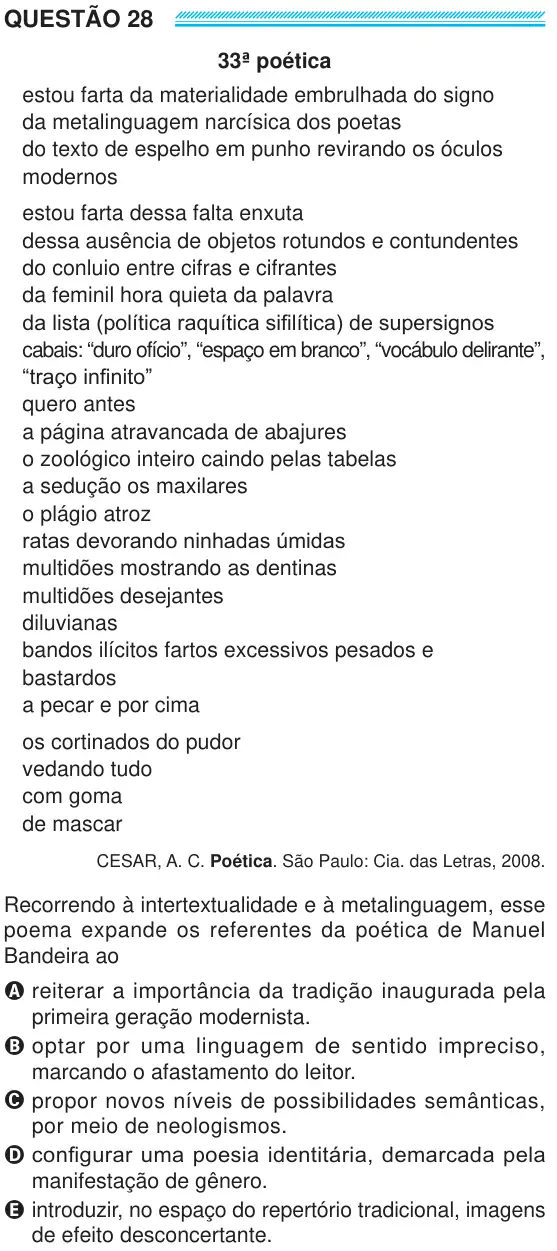 QUESTÃO 28
33ª poética
estou farta da materialidade embrulhada do signo
da metalinguagem narcísica dos poetas
do texto de espelho em punho revirando os óculos
modernos
estou farta dessa falta enxuta
dessa ausência de objetos rotundos e contundentes
do conluio entre cifras e cifrantes
da feminil hora quieta da palavra
da lista (política raquítica sifilítica) de supersignos
cabais: “duro ofício”, “espaço em branco”, “vocábulo delirante”,
“traço infinito”
quero antes
a página atravancada de abajures
o zoológico inteiro caindo pelas tabelas
a sedução os maxilares
o plágio atroz
ratas devorando ninhadas úmidas
multidões mostrando as dentinas
multidões desejantes
diluvianas
bandos ilícitos fartos excessivos pesados e
bastardos
a pecar e por cima
os cortinados do pudor
vedando tudo
com goma
de mascar
CESAR, A. C. Poética. São Paulo: Cia. das Letras, 2008.
Recorrendo à intertextualidade e à metalinguagem, esse
poema expande os referentes da poética de Manuel
Bandeira ao
A reiterar a importância da tradição inaugurada pela
primeira geração modernista.
B optar por uma linguagem de sentido impreciso,
marcando o afastamento do leitor.
C propor novos níveis de possibilidades semânticas,
por meio de neologismos.
D configurar uma poesia identitária, demarcada pela
manifestação de gênero.
E introduzir, no espaço do repertório tradicional, imagens
de efeito desconcertante.